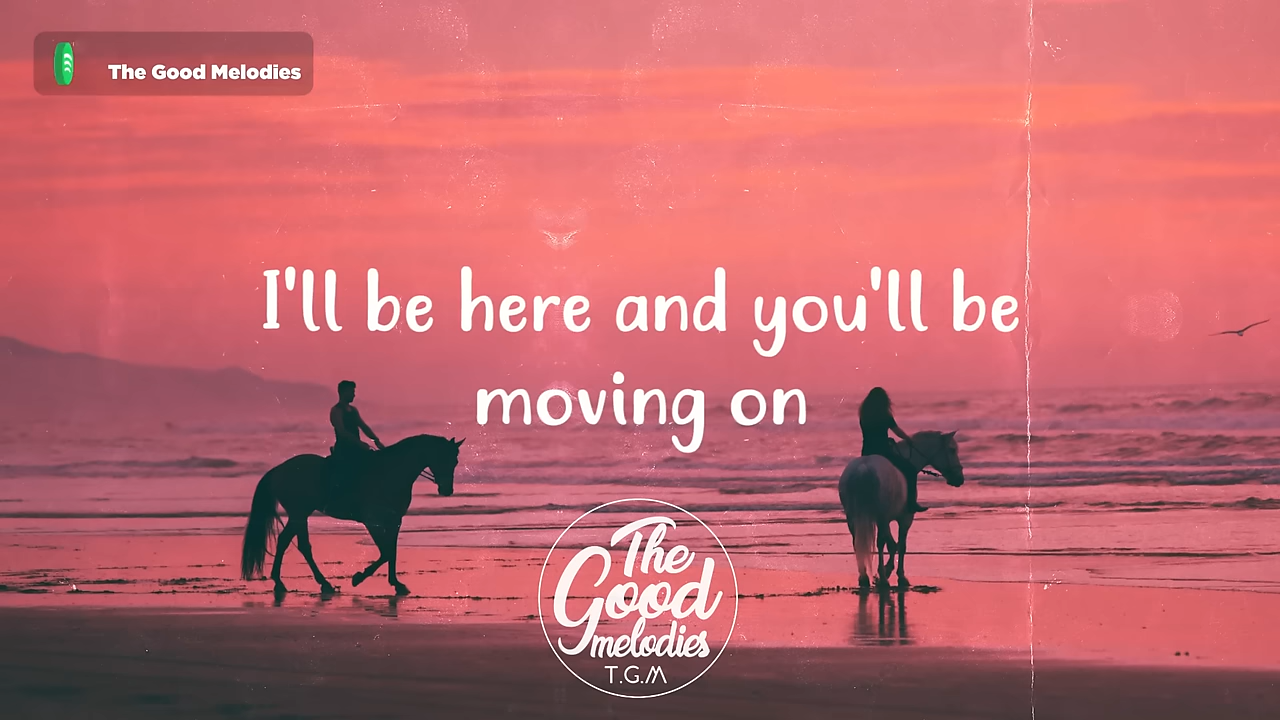 The Good Melodies
I'll be here and you'll be
moving on
The
Good
melodies
T.G.M